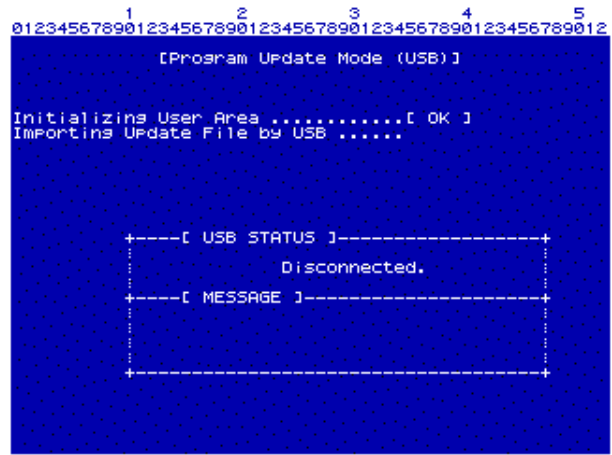 1 2 3 4 5
01234567890123456789012345678901234567890123456789012
[Program Update Mode (USB)]
Initializing User Area ............[ OK ]
Importing Update File by USB ......
+----[ USB STATUS ]------------------+
Disconnected.
+----[ MESSAGE ]---------------------+
+------------------------------------+